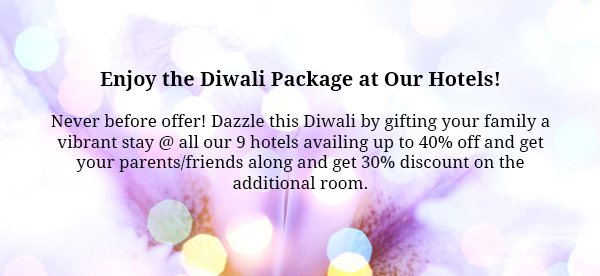 Enjoy the Diwali Package at Our Hotels!
Never before offer! Dazzle this Diwali by gifting your family a
vibrant stay @ all our 9 hotels availing up to 40% off and get
your parents/friends along and get 30% discount on the
additional room.